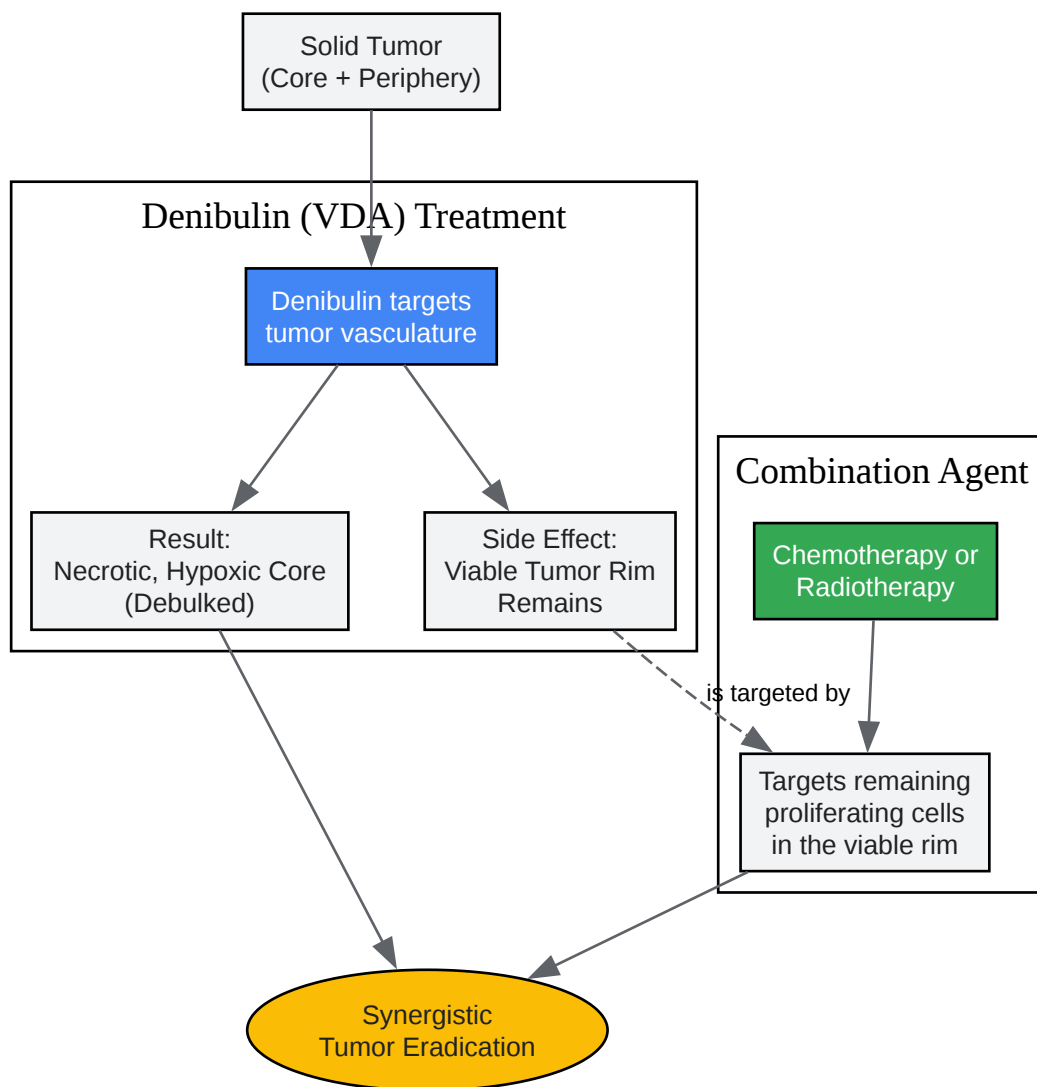 Solid Tumor
(Core + Periphery)
Denibulin (VDA) Treatment
Denibulin targets
tumor vasculature
Result:
Necrotic, Hypoxic Core
(Debulked)
Side Effect:
Viable Tumor Rim
Remains
Combination Agent
Chemotherapy or
Radiotherapy
is targeted by
Targets remaining
proliferating cells
in the viable rim
Synergistic
Tumor Eradication